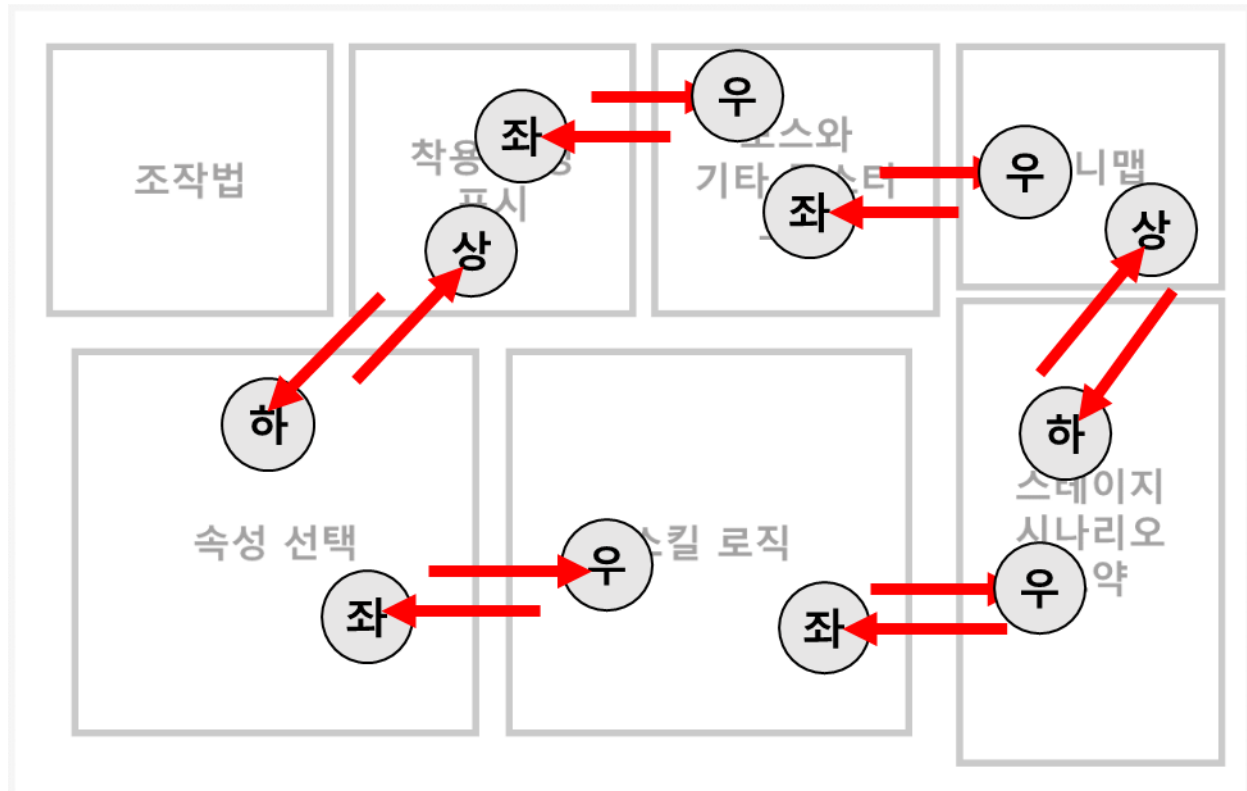 조작법
좌
착용
표시
상
우
스와
기타
좌
우
니맵
상
하
속성 선택
좌
우
스킬 로직
좌
하
스테이지
시나리오
약
우